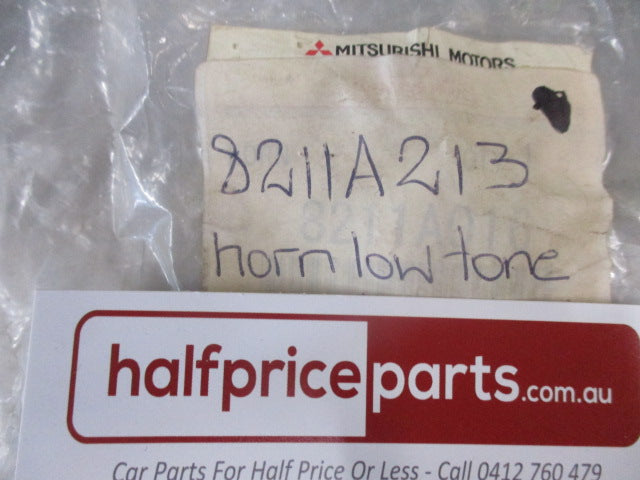 MITSUBISHI MOTORS
8211A213
horn low tone
halfpriceparts.com.au
Car Parts For Half Price Or Less - Call 0412 760 479